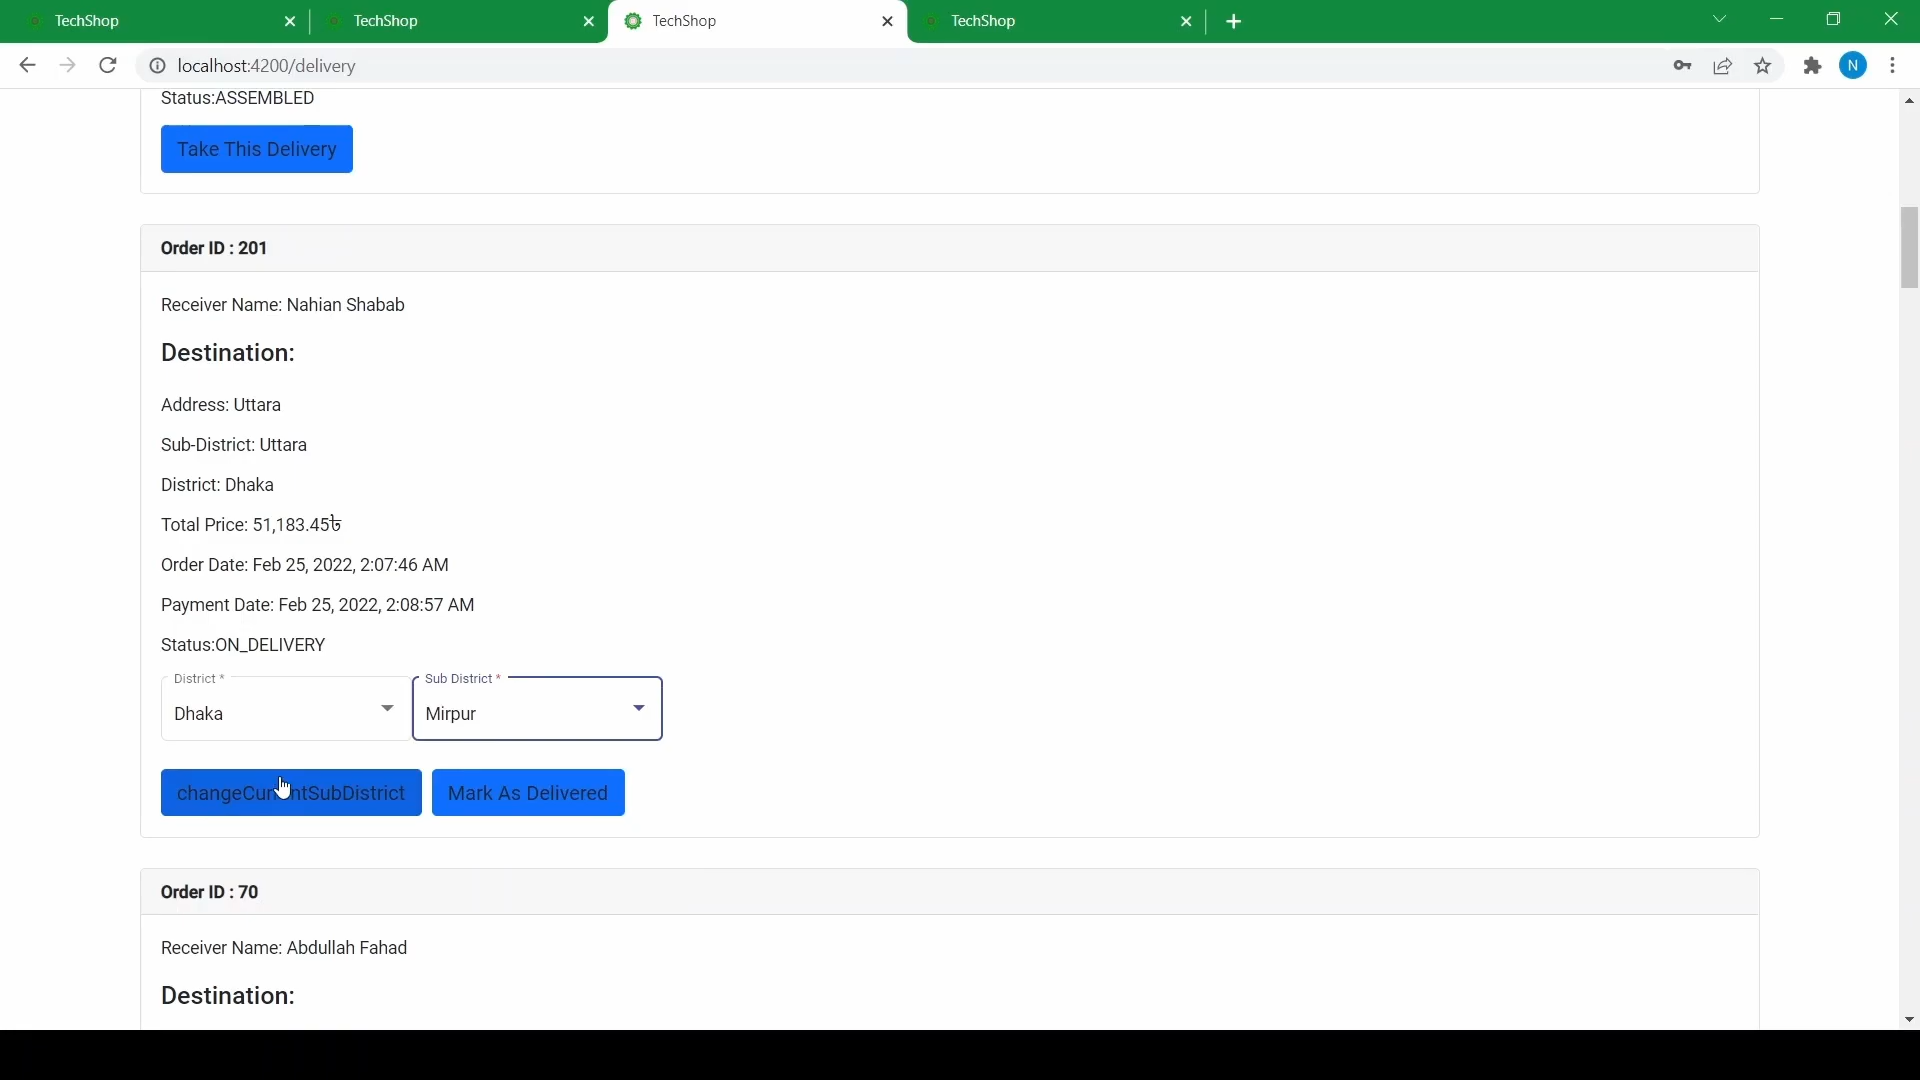 TechShop
TechShop
TechShop
TechShop
localhost:4200/delivery
N
Status:ASSEMBLED
Take This Delivery
Order ID : 201
Receiver Name: Nahian Shabab
Destination:
Address: Uttara
Sub-District: Uttara
District: Dhaka
Total Price: 51,183.45৳
Order Date: Feb 25, 2022, 2:07:46 AM
Payment Date: Feb 25, 2022, 2:08:57 AM
Status:ON_DELIVERY
District * Sub District *
Dhaka Mirpur
changeCurrentSubDistrict Mark As Delivered
Order ID : 70
Receiver Name: Abdullah Fahad
Destination: